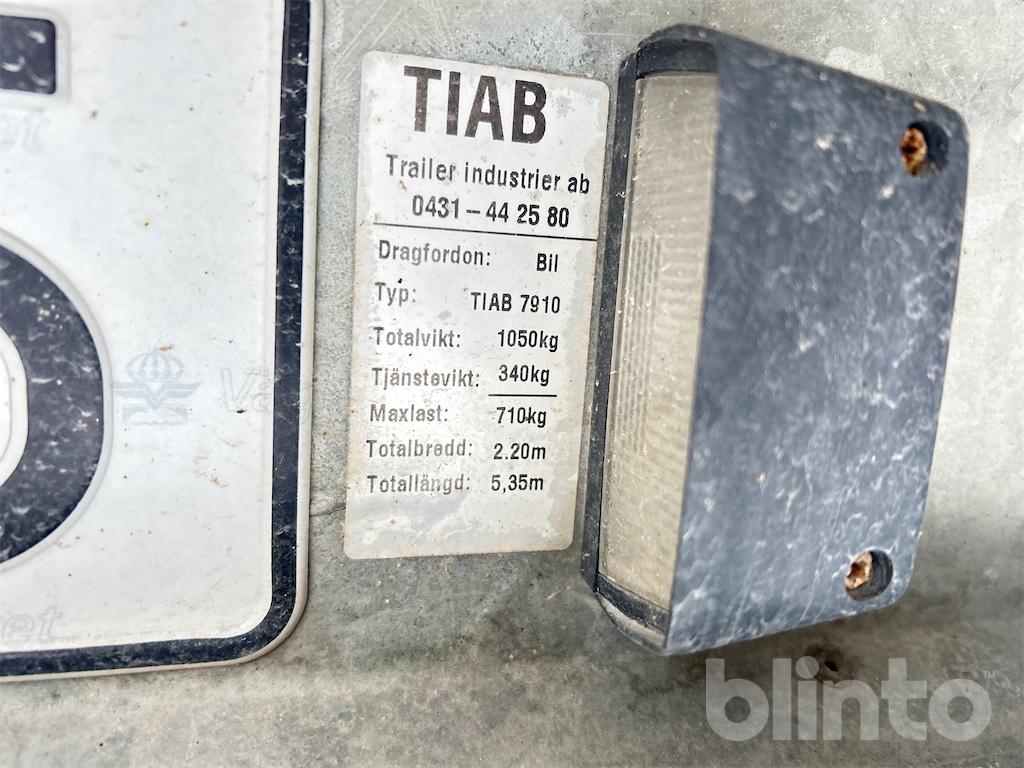 TIAB
Trailer industrier ab
0431 – 44 25 80
Dragfordon: Bil
Typ: TIAB 7910
Totalvikt: 1050kg
Tjänstevikt: 340kg
Maxlast: 710kg
Totalbredd: 2.20m
Totallängd: 5,35m
blinto™